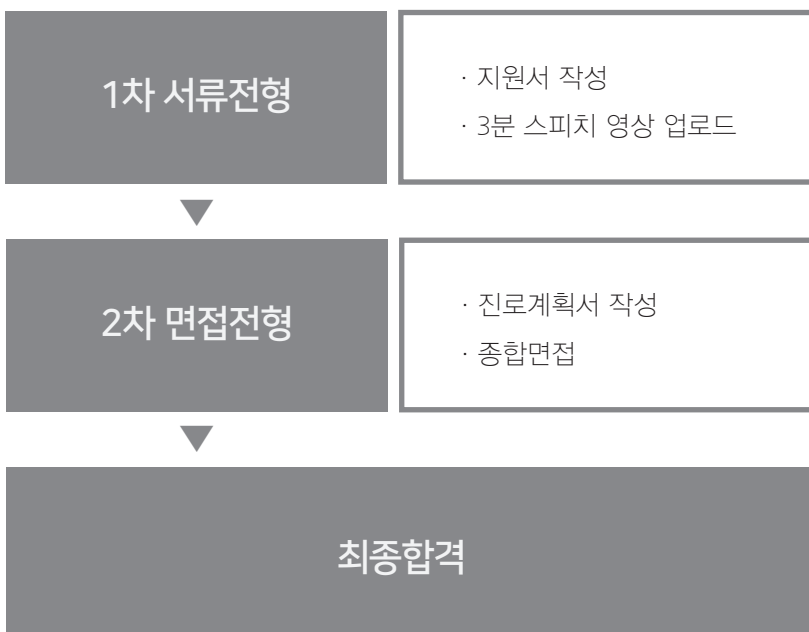 1차 서류전형
· 지원서 작성
· 3분 스피치 영상 업로드
2차 면접전형
· 진로계획서 작성
· 종합면접
최종합격